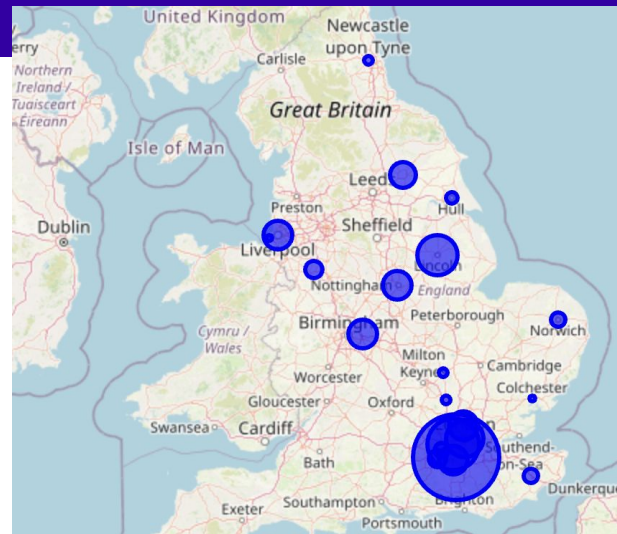 United Kingdom
Newcastle
upon Tyne
erry
Carlisle
Northern
Ireland /
Tuaisceart
Éireann
Great Britain
Isle of Man
Leeds
Preston
Hull
Dublin
Sheffield
Liverpool
Lincoln
Nottingham
England
Birmingham
Peterborough
Norwich
Cymru /
Wales
Milton
Keynes
Cambridge
Worcester
Colchester
Gloucester
Oxford
Swansea
Cardiff
Southend-
on-Sea
Bath
Dunkerque
Brighton
Southampton
Exeter
Portsmouth